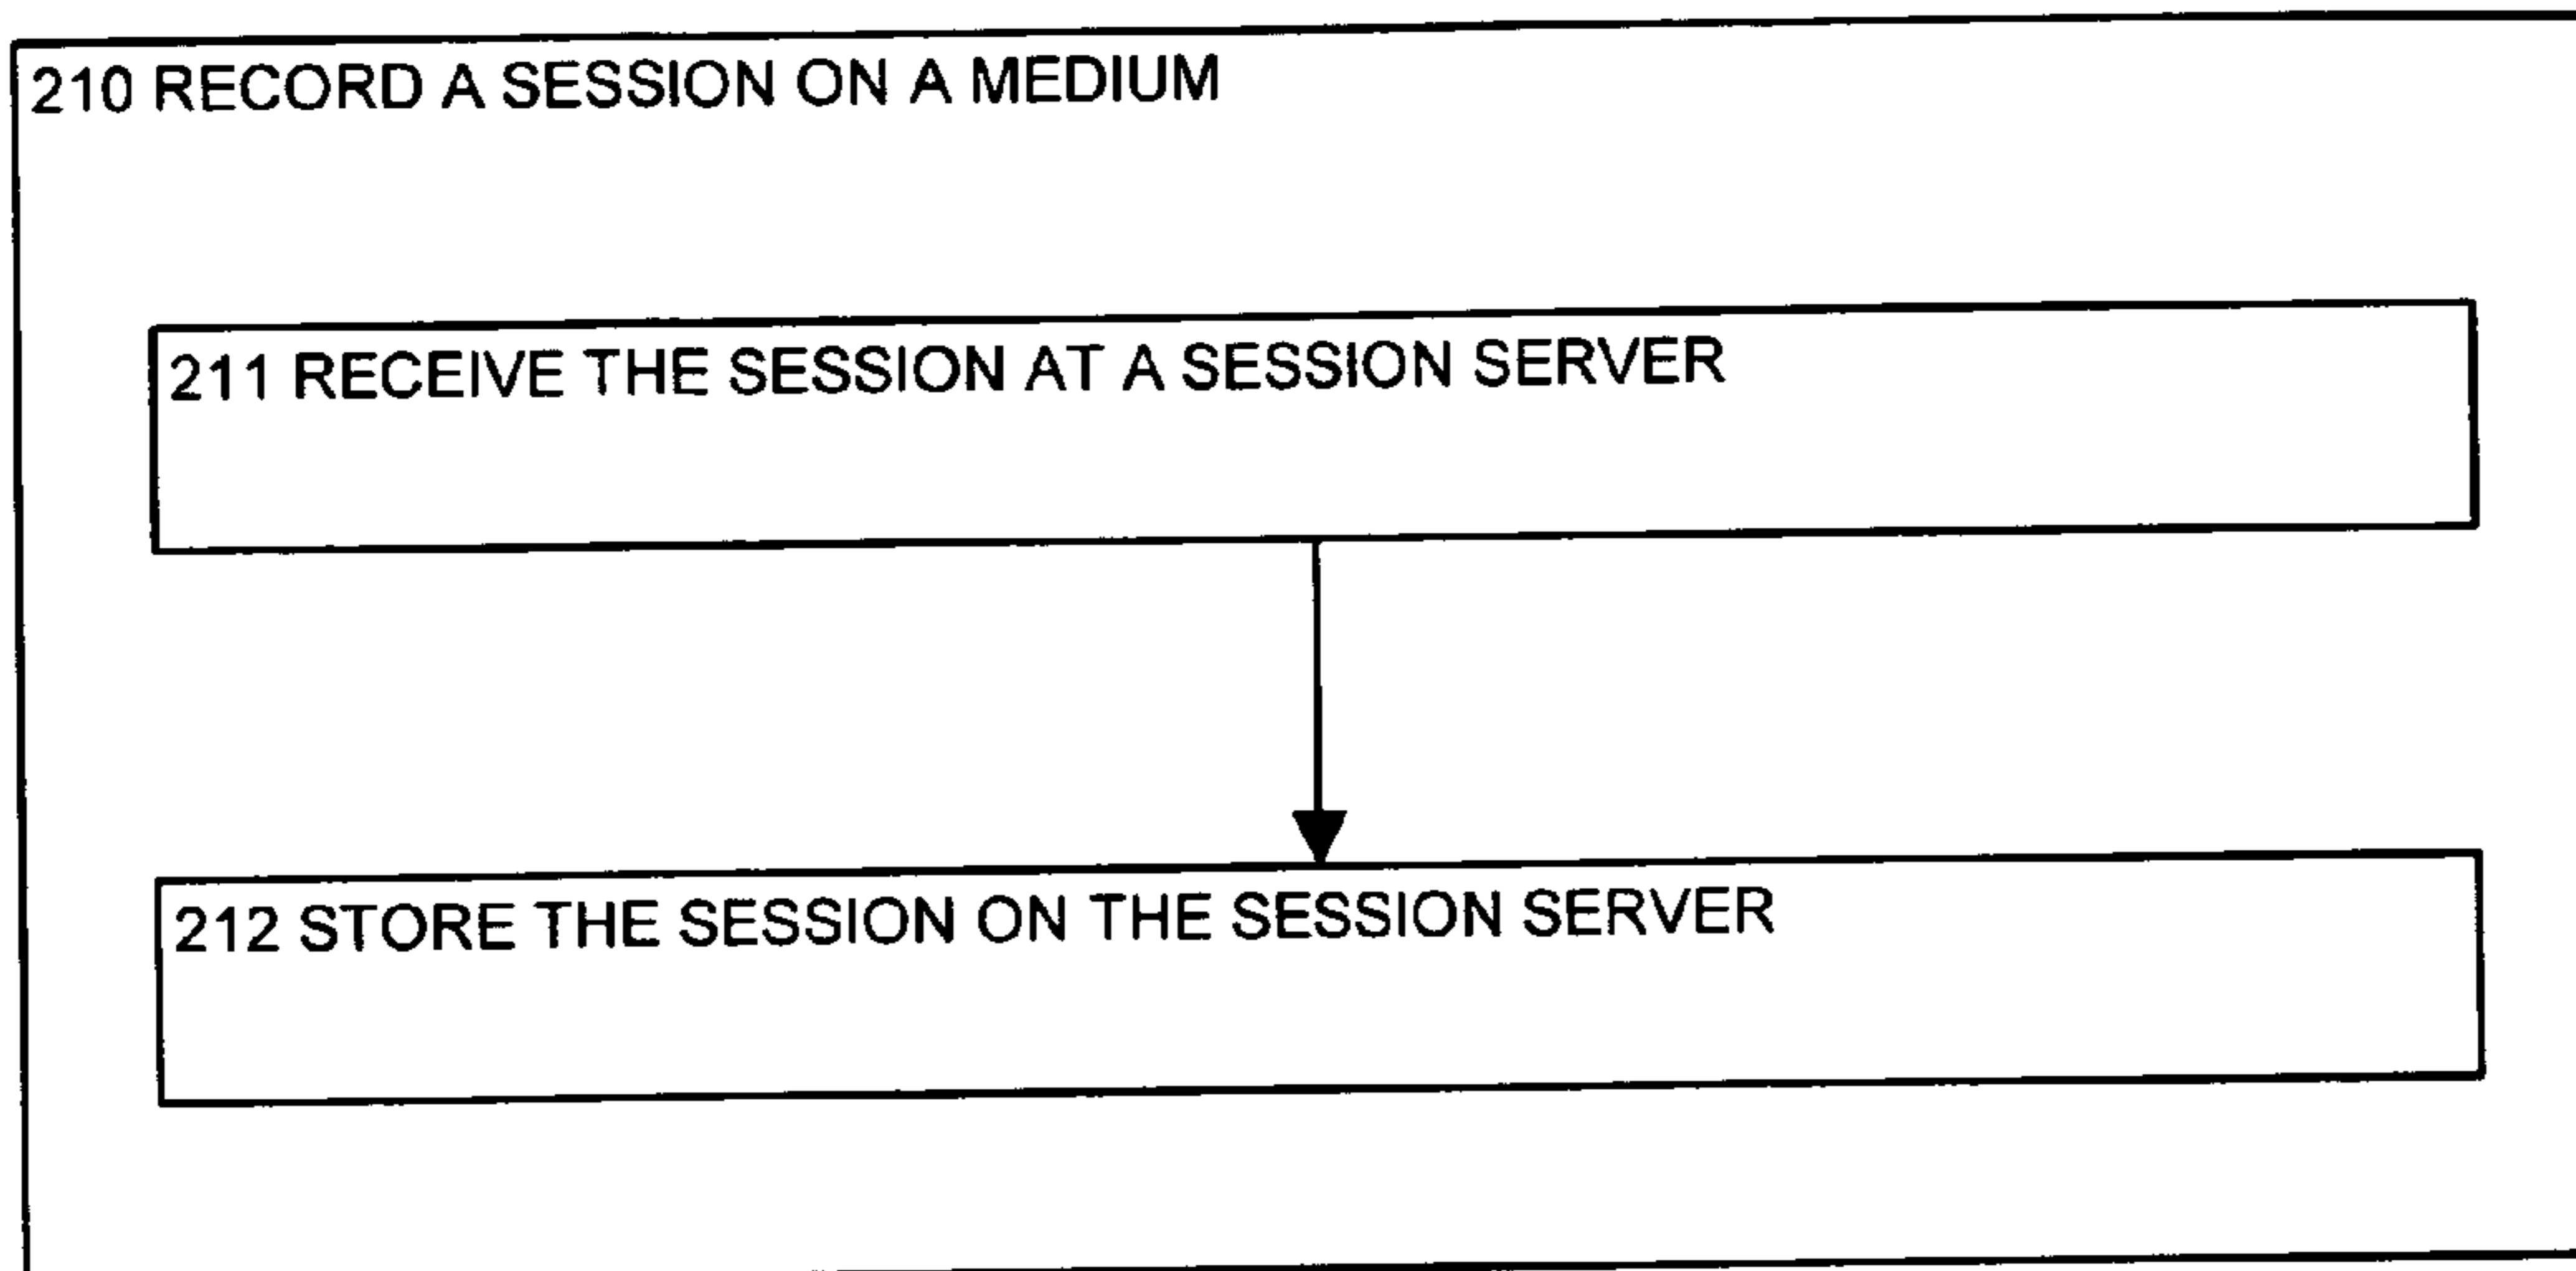 210 RECORD A SESSION ON A MEDIUM
211 RECEIVE THE SESSION AT A SESSION SERVER
212 STORE THE SESSION ON THE SESSION SERVER